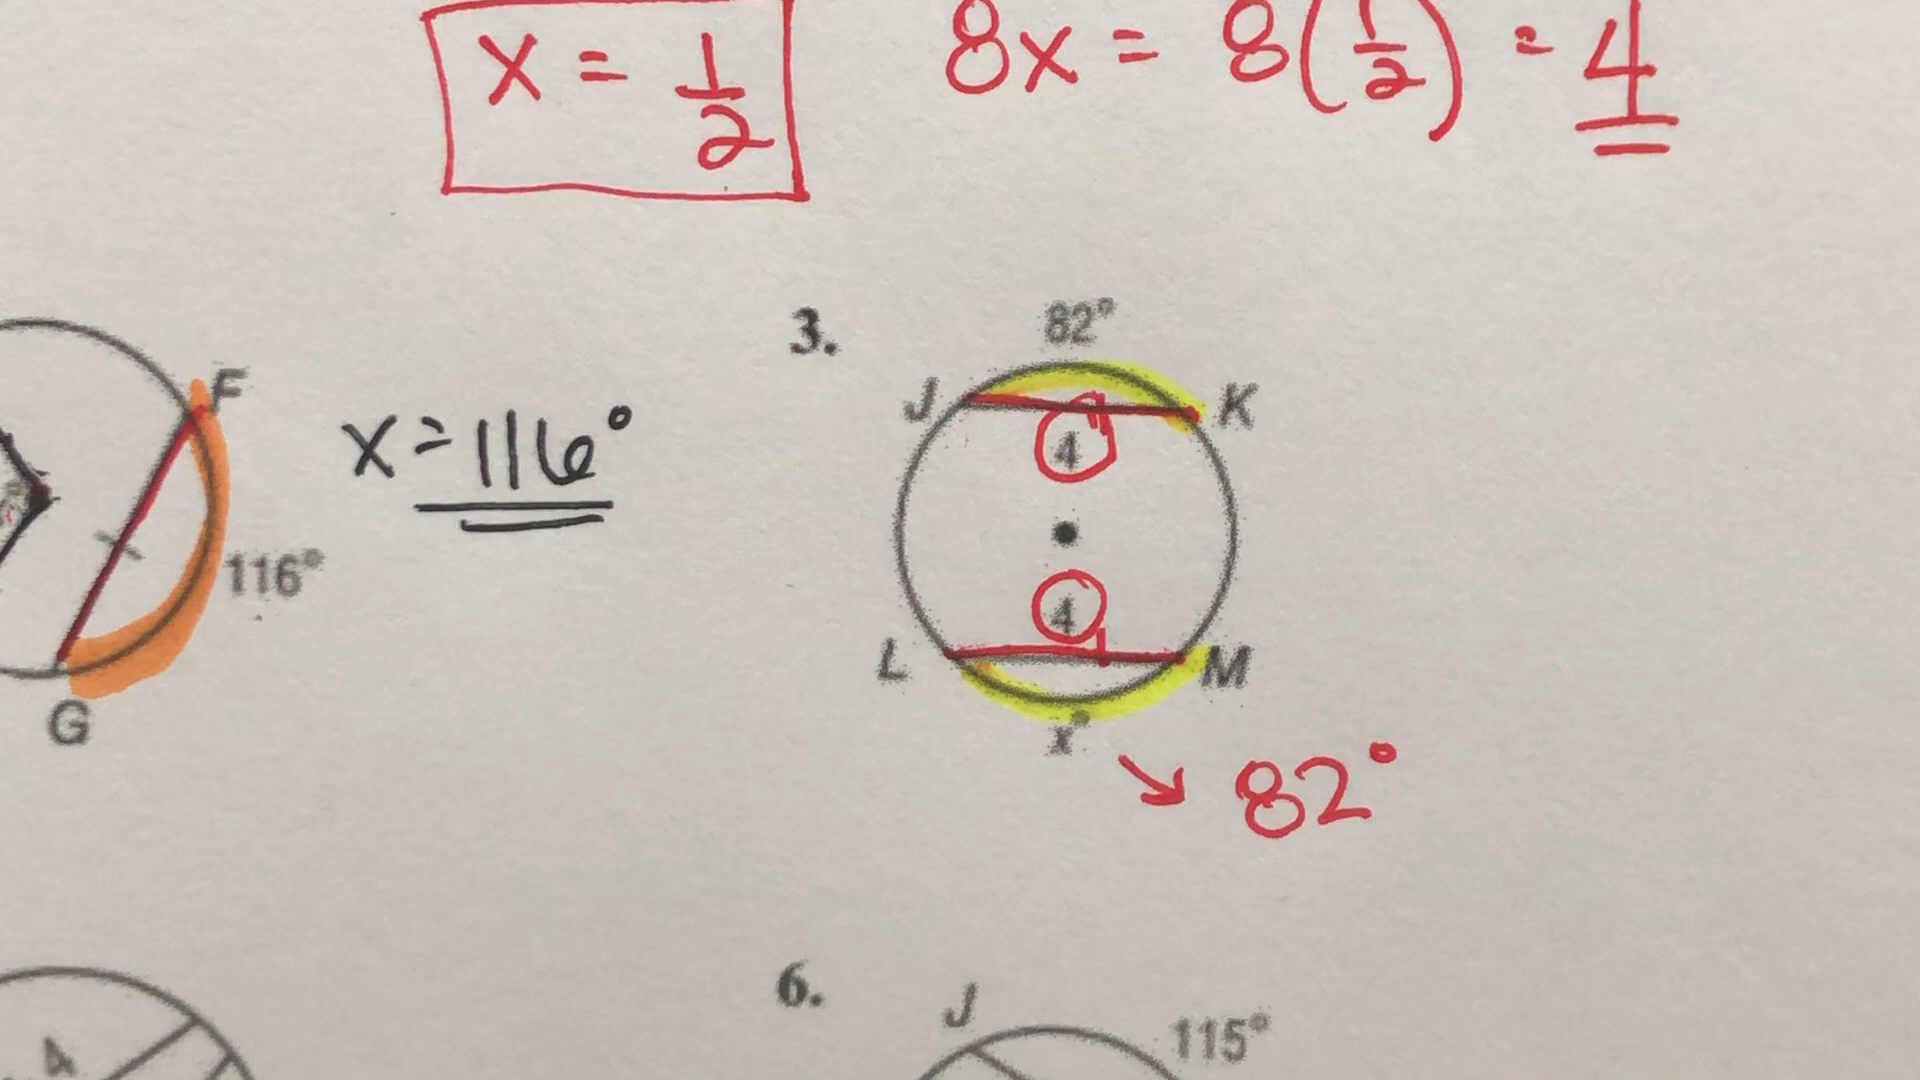 x = 1/2
8x = 8(1/2) = 4
F
x = 116°
116°
G
3.
82°
J
K
4
4
L
M
x°
↘ 82°
6.
J
115°
A